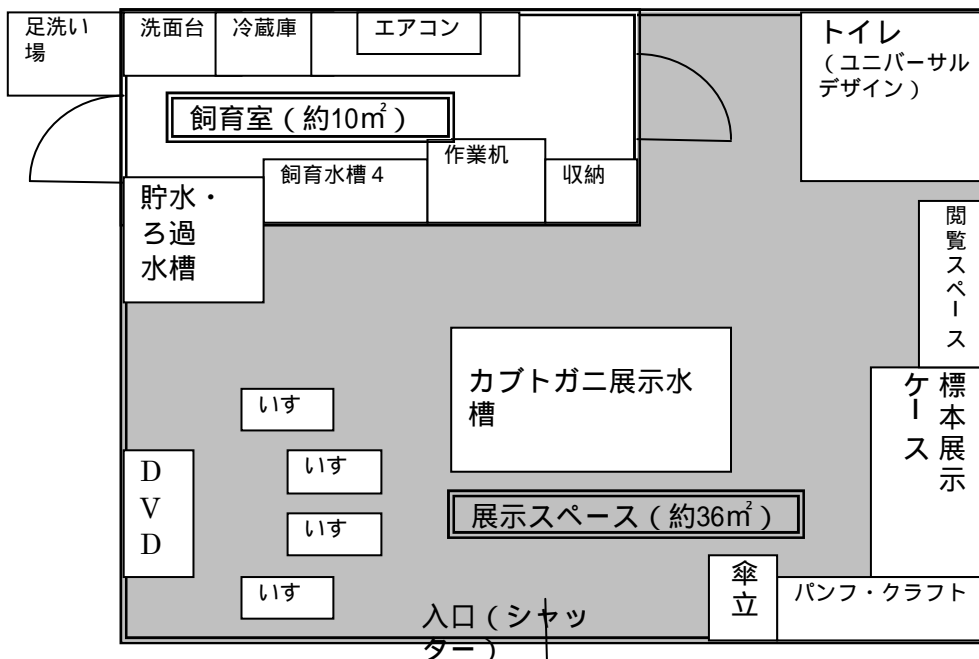 足洗い
場
洗面台
冷蔵庫
エアコン
トイレ
（ユニバーサル
デザイン）
飼育室（約10㎡）
作業机
飼育水槽４
収納
貯水・
ろ過
水槽
閲覧スペース
カブトガニ展示水
槽
標本展示
ケース
いす
いす
いす
いす
DVD
展示スペース（約36㎡）
傘立
パンフ・クラフト
入口（シャッ
ター）